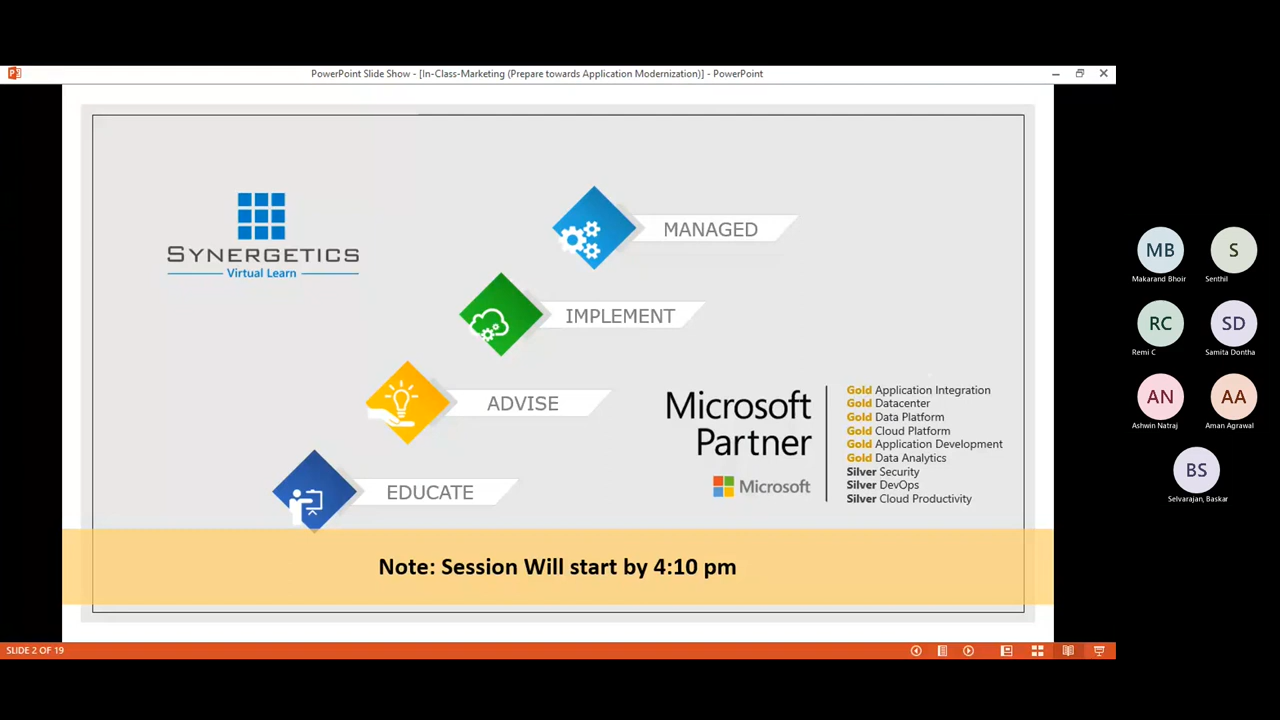 PowerPoint Slide Show - [In-Class-Marketing (Prepare towards Application Modernization)] - PowerPoint
SYNERGETICS
Virtual Learn
MANAGED
IMPLEMENT
ADVISE
EDUCATE
Microsoft
Partner
Microsoft
Gold Application Integration
Gold Datacenter
Gold Data Platform
Gold Cloud Platform
Gold Application Development
Gold Data Analytics
Silver Security
Silver DevOps
Silver Cloud Productivity
Note: Session Will start by 4:10 pm
SLIDE 2 OF 19
MB
Makarand Bhoir
S
Senthil
RC
Remi C
SD
Samita Dontha
AN
Ashwin Natraj
AA
Aman Agrawal
BS
Selvarajan, Baskar